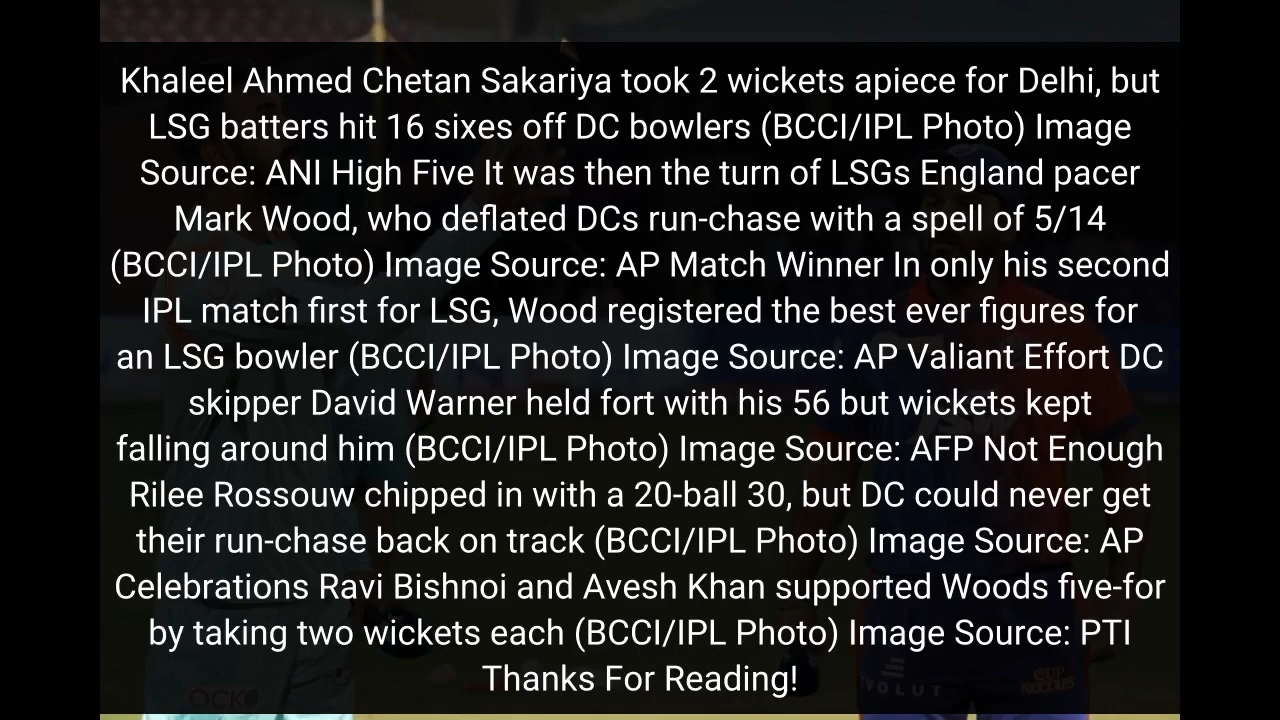 Khaleel Ahmed Chetan Sakariya took 2 wickets apiece for Delhi, but
LSG batters hit 16 sixes off DC bowlers (BCCI/IPL Photo) Image
Source: ANI High Five It was then the turn of LSGs England pacer
Mark Wood, who deflated DCs run-chase with a spell of 5/14
(BCCI/IPL Photo) Image Source: AP Match Winner In only his second
IPL match first for LSG, Wood registered the best ever figures for
an LSG bowler (BCCI/IPL Photo) Image Source: AP Valiant Effort DC
skipper David Warner held fort with his 56 but wickets kept
falling around him (BCCI/IPL Photo) Image Source: AFP Not Enough
Rilee Rossouw chipped in with a 20-ball 30, but DC could never get
their run-chase back on track (BCCI/IPL Photo) Image Source: AP
Celebrations Ravi Bishnoi and Avesh Khan supported Woods five-for
by taking two wickets each (BCCI/IPL Photo) Image Source: PTI
Thanks For Reading!